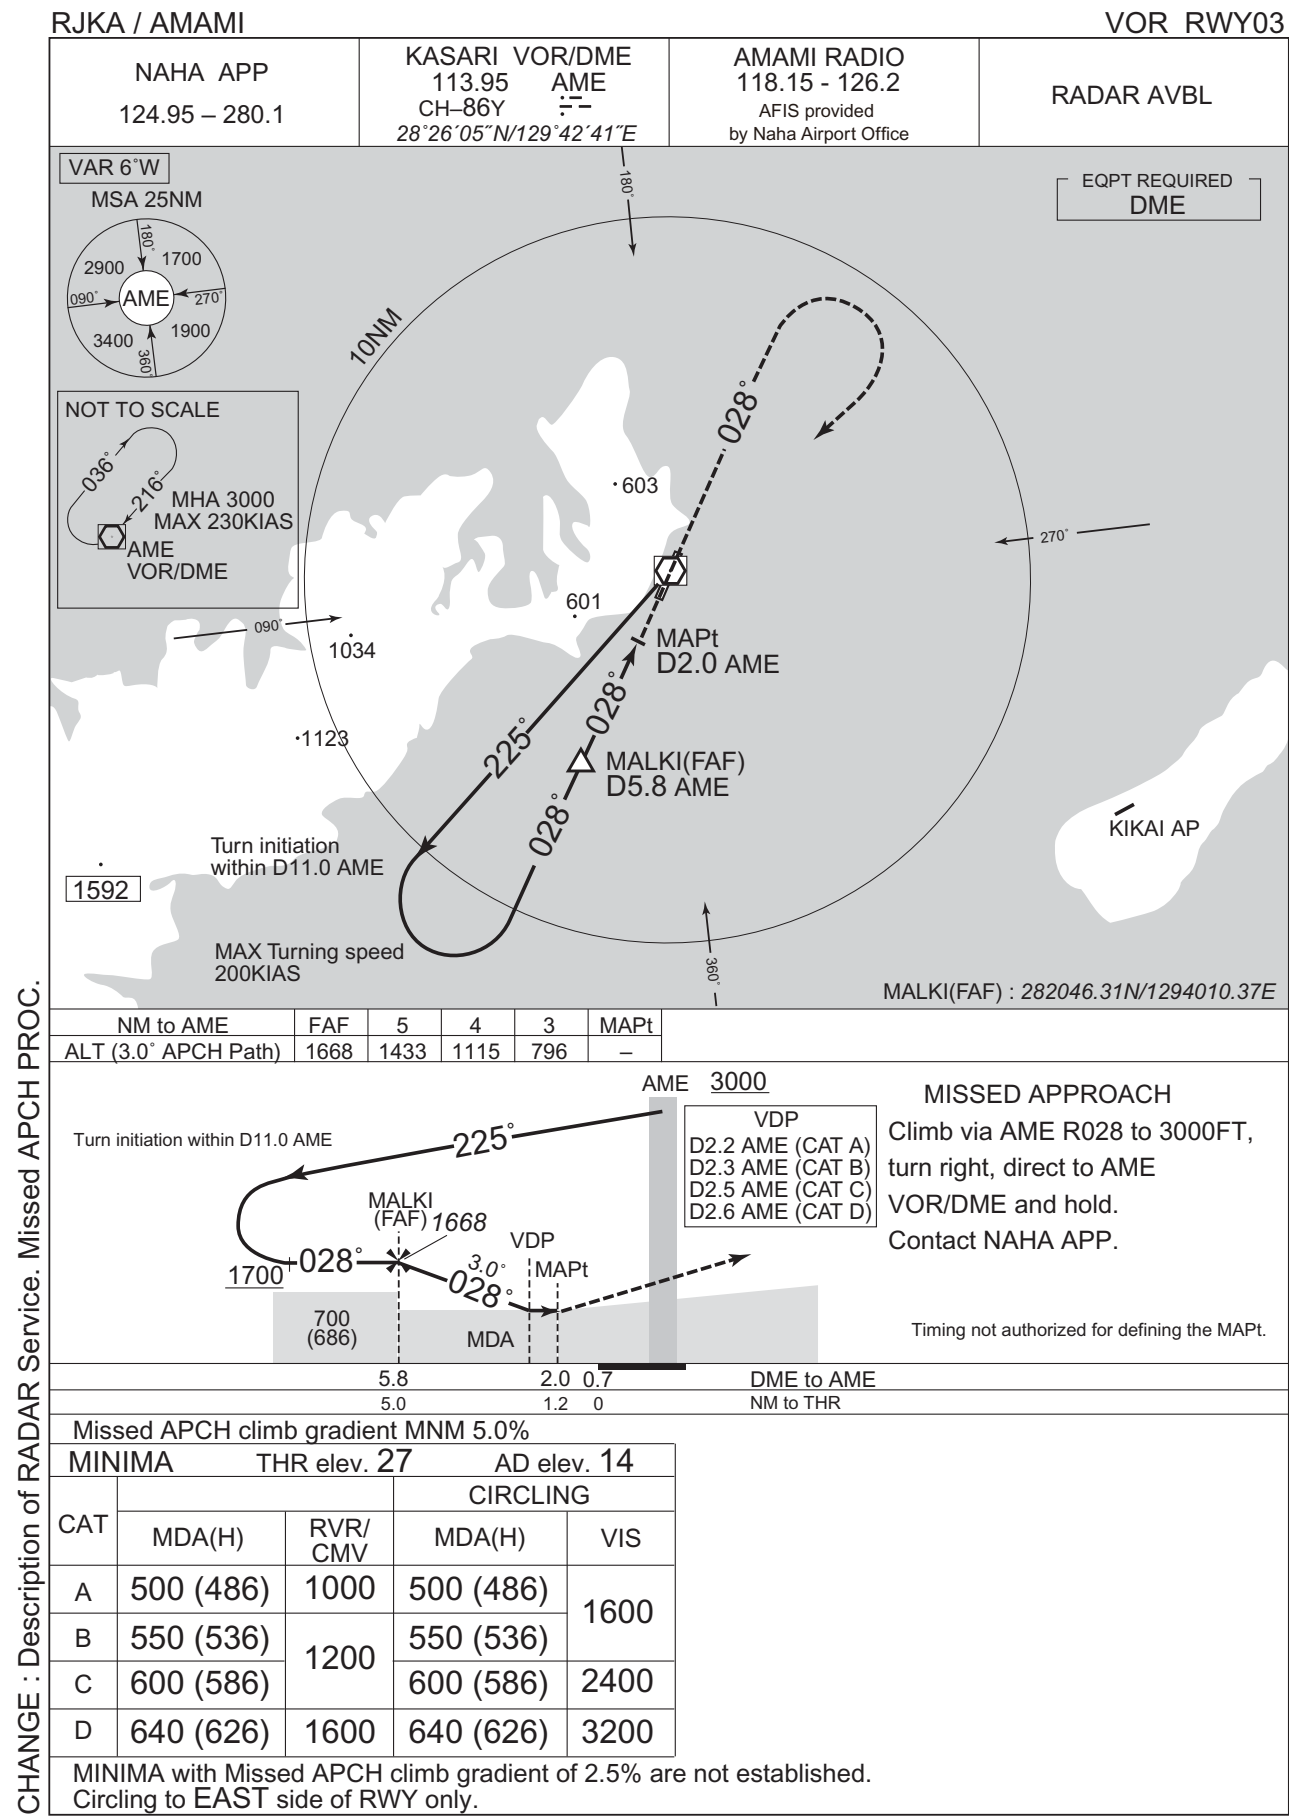 RJKA / AMAMI
VOR RWY03
NAHA APP
124.95 – 280.1
KASARI VOR/DME
113.95 AME
CH–86Y
28˚26´05˝N/129˚42´41˝E
AMAMI RADIO
118.15 - 126.2
AFIS provided
by Naha Airport Office
RADAR AVBL
VAR 6˚W
MSA 25NM
180˚
2900
1700
090˚
AME
270˚
3400
1900
360˚
EQPT REQUIRED
DME
180˚
10NM
NOT TO SCALE
036˚
216˚
MHA 3000
MAX 230KIAS
AME
VOR/DME
028˚
603
270˚
601
090˚
1034
MAPt
D2.0 AME
028˚
225˚
1123
MALKI(FAF)
D5.8 AME
028˚
KIKAI AP
Turn initiation
within D11.0 AME
1592
MAX Turning speed
200KIAS
360˚
MALKI(FAF) : 282046.31N/1294010.37E
NM to AME FAF 5 4 3 MAPt
ALT (3.0˚ APCH Path) 1668 1433 1115 796 –
AME 3000
Turn initiation within D11.0 AME
225˚
VDP
D2.2 AME (CAT A)
D2.3 AME (CAT B)
D2.5 AME (CAT C)
D2.6 AME (CAT D)
MISSED APPROACH
Climb via AME R028 to 3000FT,
turn right, direct to AME
VOR/DME and hold.
Contact NAHA APP.
MALKI
(FAF) 1668
VDP
MAPt
1700
028˚
3.0˚
028˚
700
(686)
MDA
Timing not authorized for defining the MAPt.
5.8 2.0 0.7 DME to AME
5.0 1.2 0 NM to THR
Missed APCH climb gradient MNM 5.0%
MINIMA THR elev. 27 AD elev. 14
CAT
CIRCLING
MDA(H) RVR/CMV MDA(H) VIS
A 500 (486) 1000 500 (486) 1600
B 550 (536) 1200 550 (536)
C 600 (586) 600 (586) 2400
D 640 (626) 1600 640 (626) 3200
MINIMA with Missed APCH climb gradient of 2.5% are not established.
Circling to EAST side of RWY only.
CHANGE : Description of RADAR Service. Missed APCH PROC.